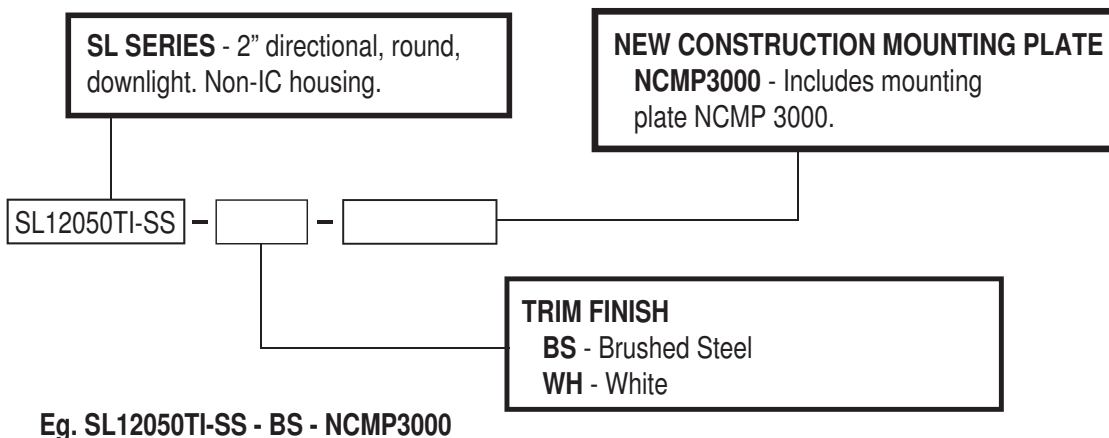 SL SERIES - 2” directional, round,
downlight. Non-IC housing.
NEW CONSTRUCTION MOUNTING PLATE
NCMP3000 - Includes mounting
plate NCMP 3000.
SL12050TI-SS – –
TRIM FINISH
BS - Brushed Steel
WH - White
Eg. SL12050TI-SS - BS - NCMP3000